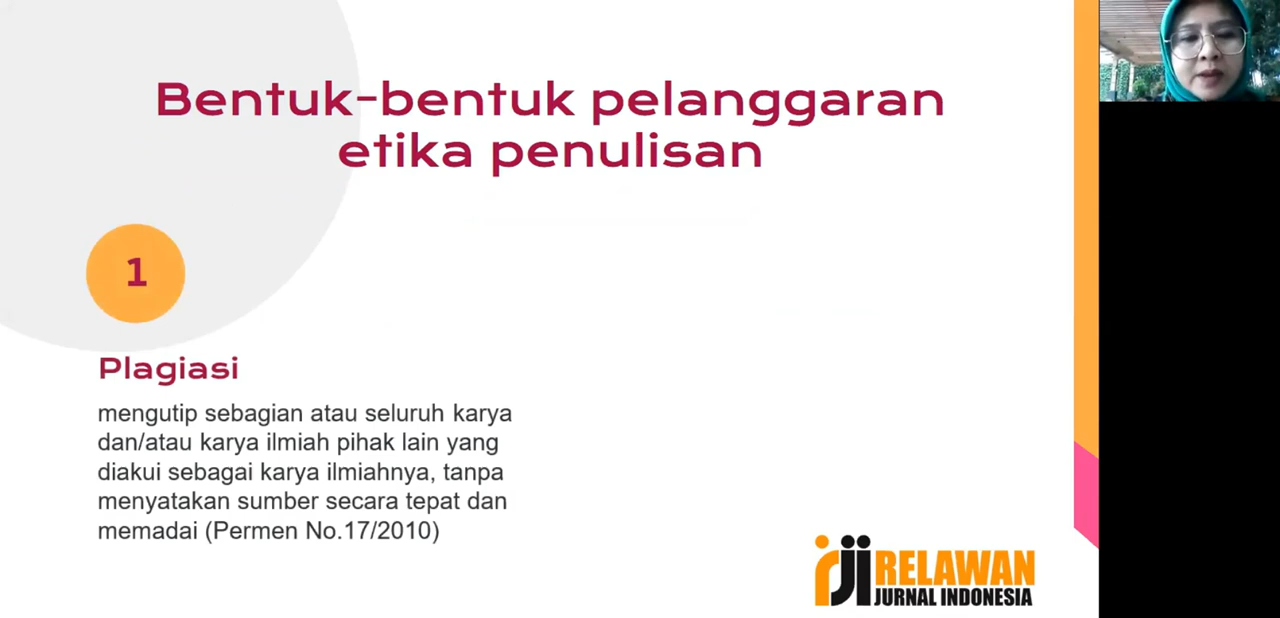 Bentuk-bentuk pelanggaran
etika penulisan
1
Plagiasi
mengutip sebagian atau seluruh karya
dan/atau karya ilmiah pihak lain yang
diakui sebagai karya ilmiahnya, tanpa
menyatakan sumber secara tepat dan
memadai (Permen No.17/2010)
rji RELAWAN
JURNAL INDONESIA